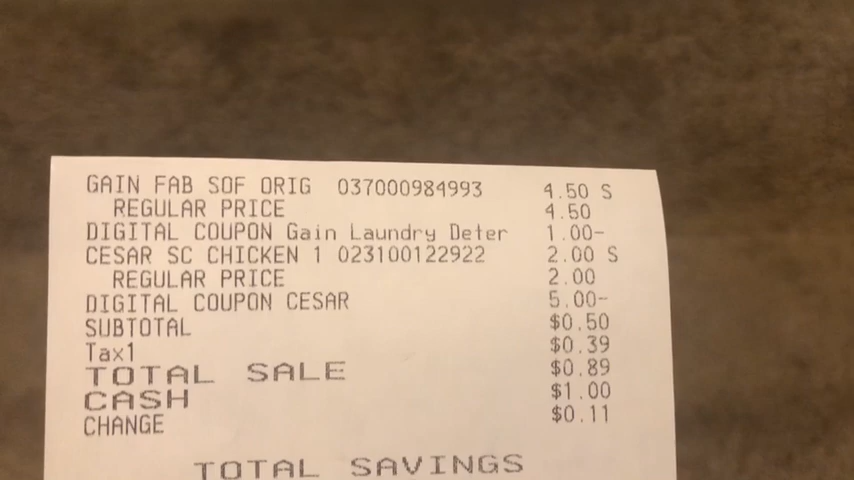 GAIN FAB SOF ORIG 037000984993 4.50 S
REGULAR PRICE 4.50
DIGITAL COUPON Gain Laundry Deter 1.00-
CESAR SC CHICKEN 1 023100122922 2.00 S
REGULAR PRICE 2.00
DIGITAL COUPON CESAR 5.00-
SUBTOTAL $0.50
Tax1 $0.39
TOTAL SALE $0.89
CASH $1.00
CHANGE $0.11
TOTAL SAVINGS